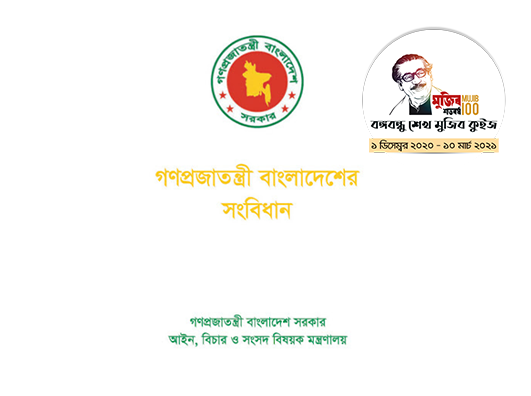 গণপ্রজাতন্ত্রী বাংলাদেশ
সরকার
মুজিব MUJIB
শতবর্ষ 100
বঙ্গবন্ধু শেখ মুজিব কুইজ
১ ডিসেম্বর ২০২০ - ১০ মার্চ ২০২১
গণপ্রজাতন্ত্রী বাংলাদেশের
সংবিধান
গণপ্রজাতন্ত্রী বাংলাদেশ সরকার
আইন, বিচার ও সংসদ বিষয়ক মন্ত্রণালয়